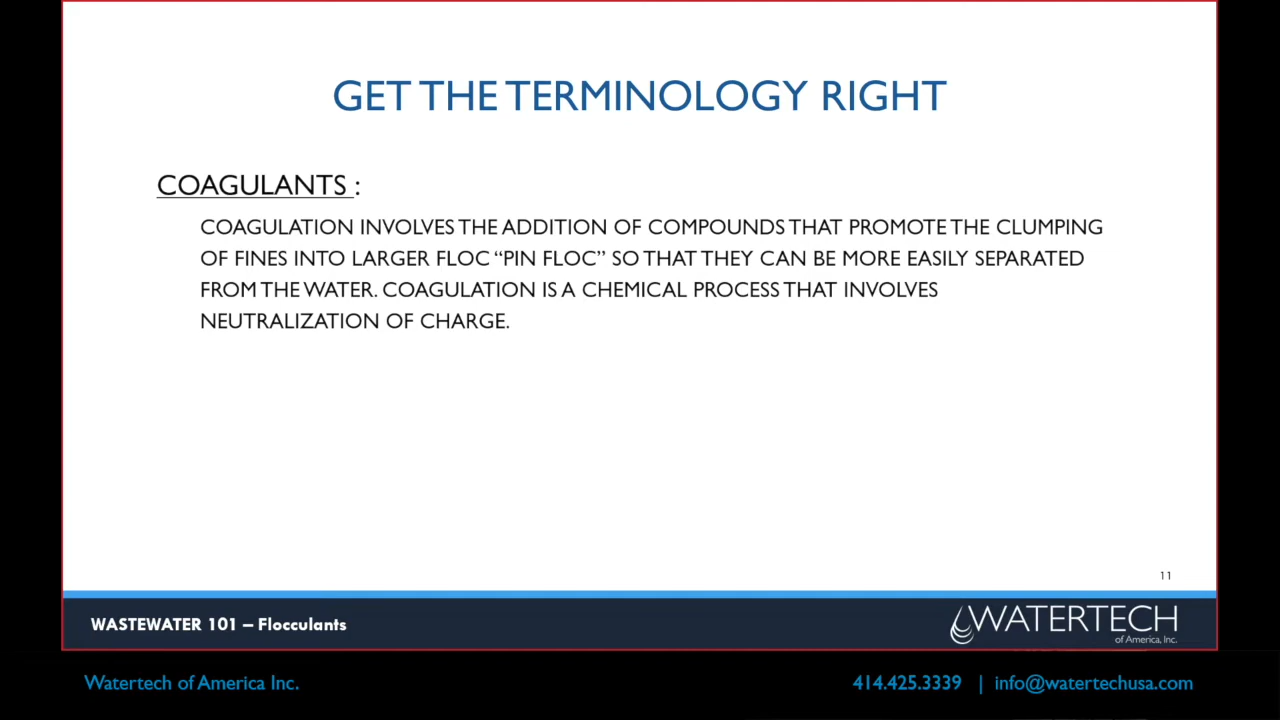 GET THE TERMINOLOGY RIGHT
COAGULANTS :
COAGULATION INVOLVES THE ADDITION OF COMPOUNDS THAT PROMOTE THE CLUMPING
OF FINES INTO LARGER FLOC “PIN FLOC” SO THAT THEY CAN BE MORE EASILY SEPARATED
FROM THE WATER. COAGULATION IS A CHEMICAL PROCESS THAT INVOLVES
NEUTRALIZATION OF CHARGE.
11
WASTEWATER 101 – Flocculants
WATERTECH
of America, Inc.
Watertech of America Inc.
414.425.3339 | info@watertechusa.com